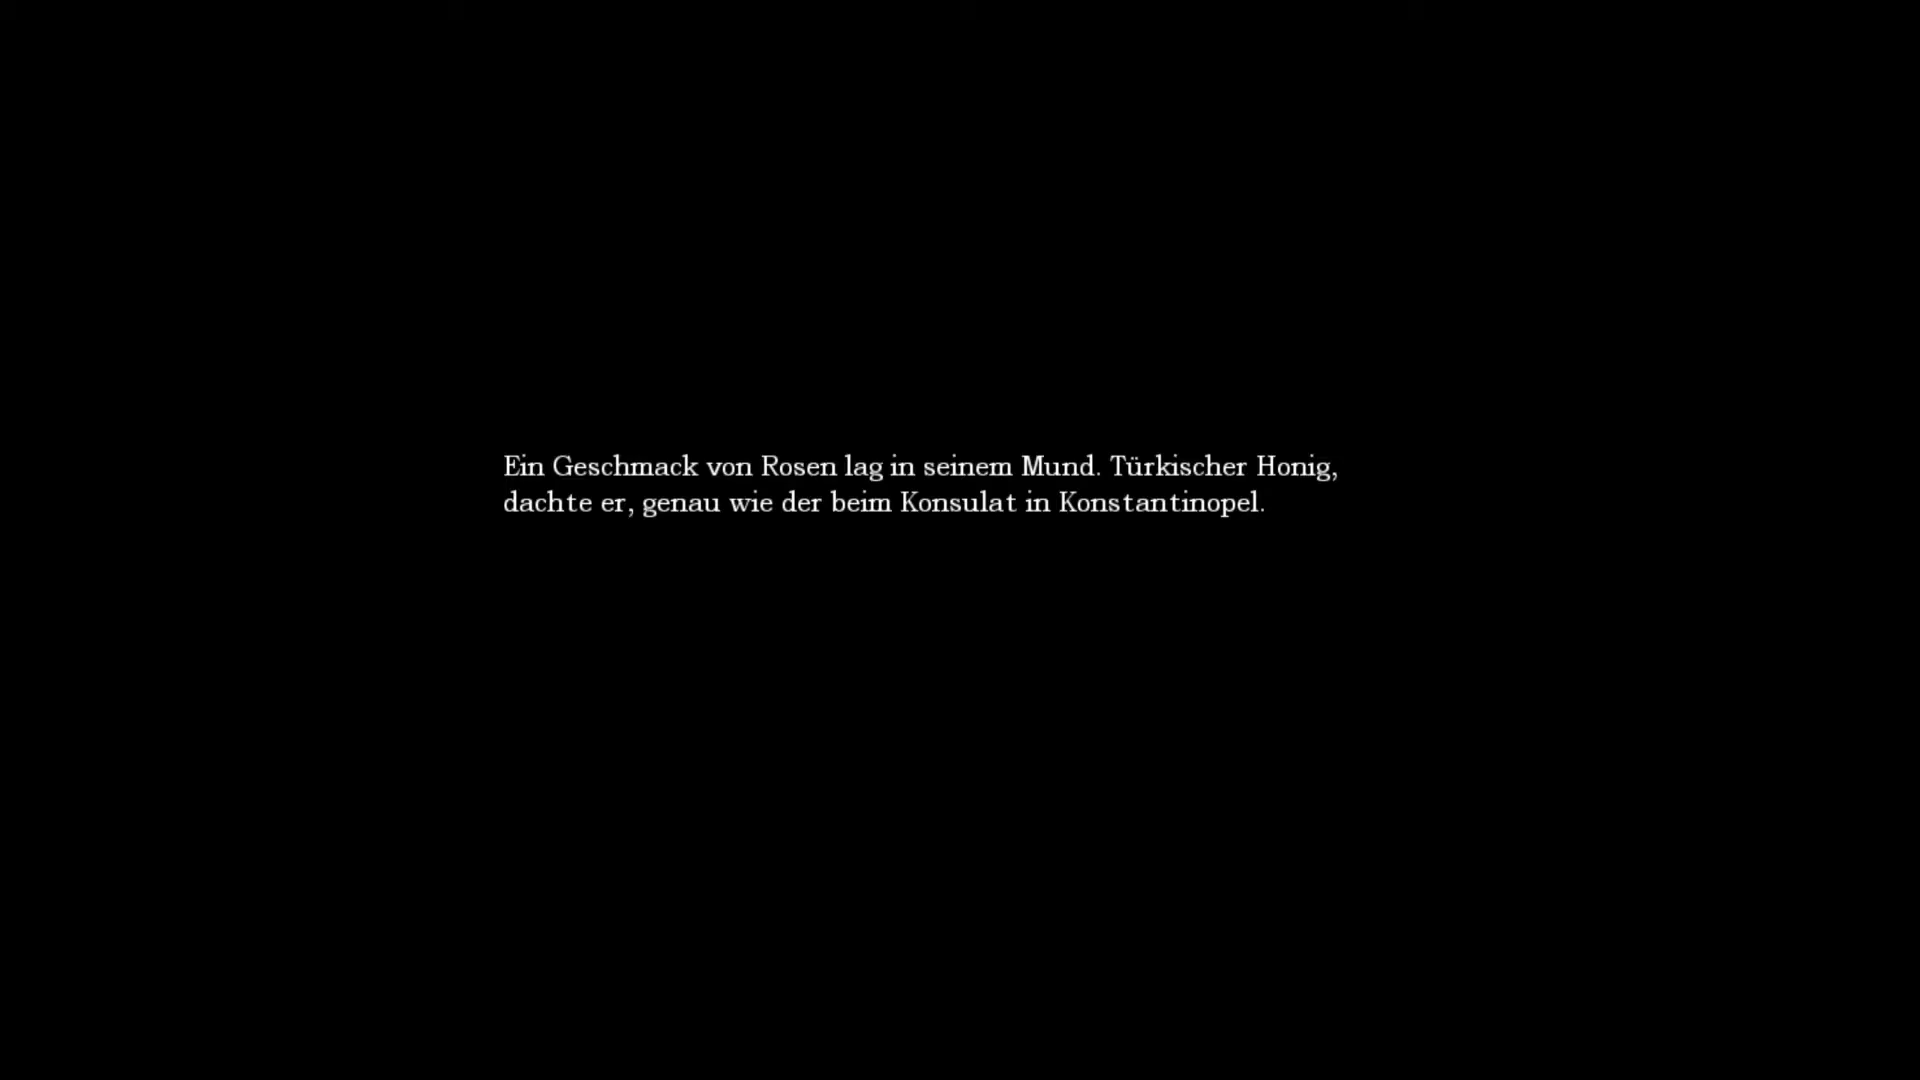 Ein Geschmack von Rosen lag in seinem Mund. Türkischer Honig,
dachte er, genau wie der beim Konsulat in Konstantinopel.